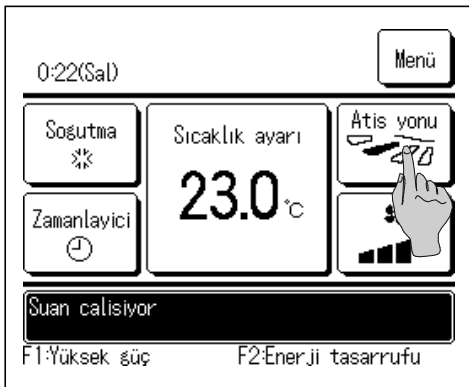 Menü
0:22(Sal)
Sogutma
Sıcaklık ayarı
Atis yonu
23.0 °C
Zamanlayici
Suan calisiyor
F1:Yüksek güç
F2:Enerji tasarrufu